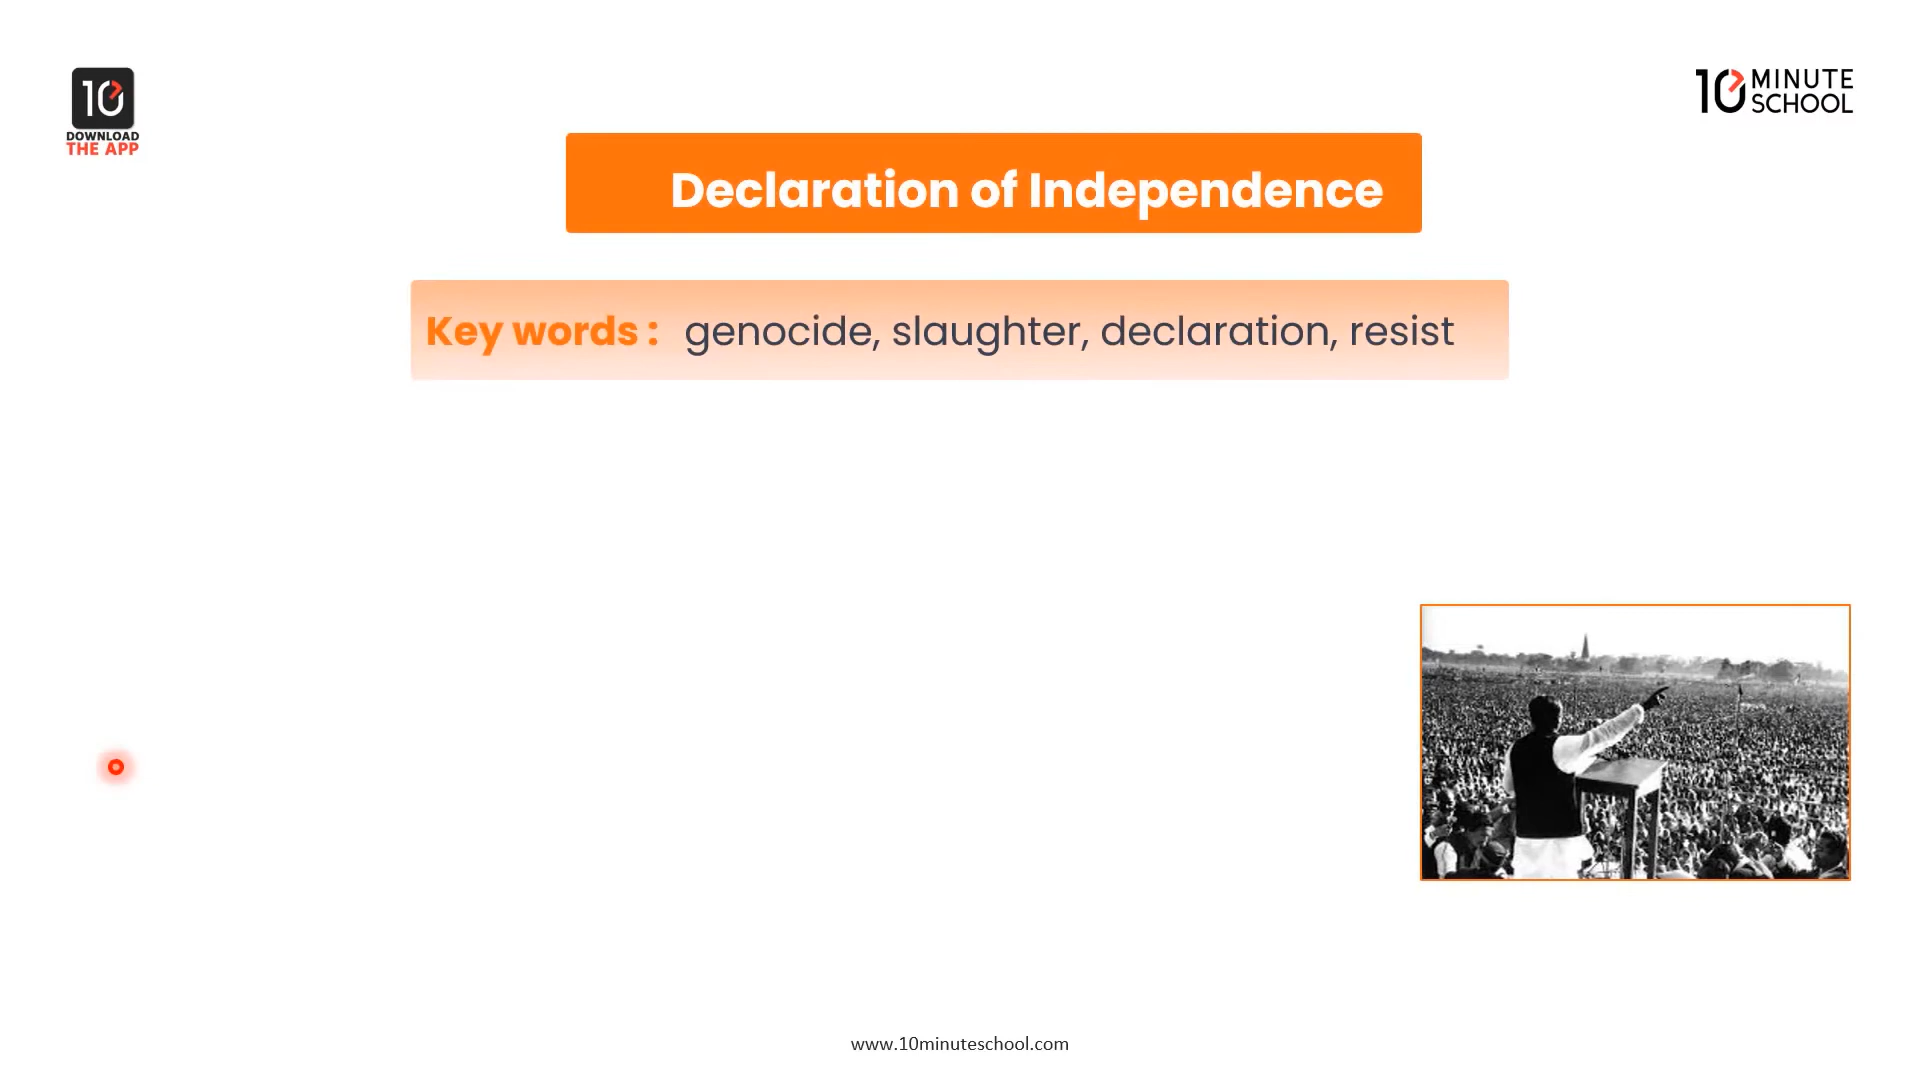 10
DOWNLOAD
THE APP
10 MINUTE
SCHOOL
Declaration of Independence
Key words : genocide, slaughter, declaration, resist
www.10minuteschool.com